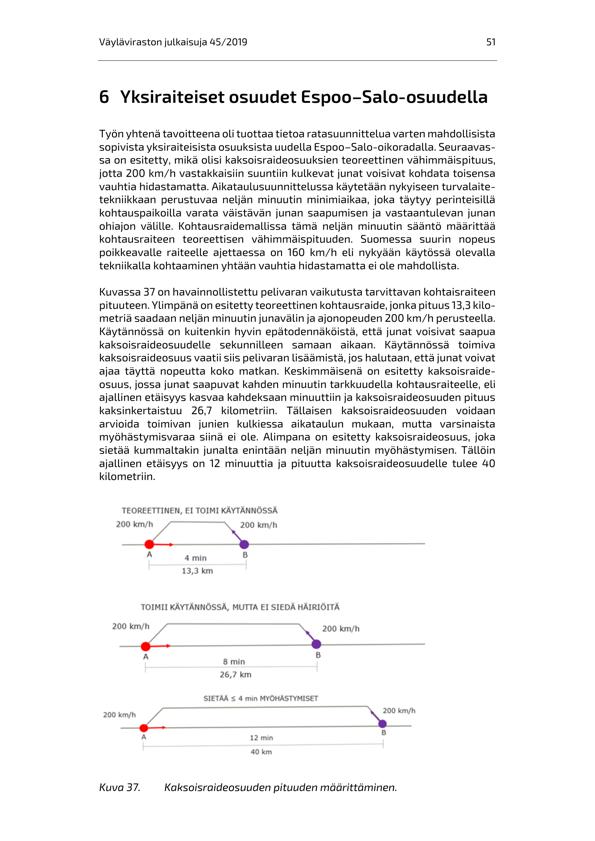 Väyläviraston julkaisuja 45/2019 51
6 Yksiraiteiset osuudet Espoo–Salo-osuudella
Työn yhtenä tavoitteena oli tuottaa tietoa ratasuunnittelua varten mahdollisista
sopivista yksiraiteisista osuuksista uudella Espoo–Salo-oikoradalla. Seuraavas-
sa on esitetty, mikä olisi kaksoisraideosuuksien teoreettinen vähimmäispituus,
jotta 200 km/h vastakkaisiin suuntiin kulkevat junat voisivat kohdata toisensa
vauhtia hidastamatta. Aikataulusuunnittelussa käytetään nykyiseen turvalaite-
tekniikkaan perustuvaa neljän minuutin minimiaikaa, joka täytyy perinteisillä
kohtauspaikoilla varata väistävän junan saapumisen ja vastaantulevan junan
ohiajon välille. Kohtausraidemallissa tämä neljän minuutin sääntö määrittää
kohtausraiteen teoreettisen vähimmäispituuden. Suomessa suurin nopeus
poikkeavalle raiteelle ajettaessa on 160 km/h eli nykyään käytössä olevalla
tekniikalla kohtaaminen yhtään vauhtia hidastamatta ei ole mahdollista.
Kuvassa 37 on havainnollistettu pelivaran vaikutusta tarvittavan kohtaisraiteen
pituuteen. Ylimpänä on esitetty teoreettinen kohtausraide, jonka pituus 13,3 kilo-
metriä saadaan neljän minuutin junavälin ja ajonopeuden 200 km/h perusteella.
Käytännössä on kuitenkin hyvin epätodennäköistä, että junat voisivat saapua
kaksoisraideosuudelle sekunnilleen samaan aikaan. Käytännössä toimiva
kaksoisraideosuus vaatii siis pelivaran lisäämistä, jos halutaan, että junat voivat
ajaa täyttä nopeutta koko matkan. Keskimmäisenä on esitetty kaksoisraide-
osuus, jossa junat saapuvat kahden minuutin tarkkuudella kohtausraiteelle, eli
ajallinen etäisyys kasvaa kahdeksaan minuuttiin ja kaksoisraideosuuden pituus
kaksinkertaistuu 26,7 kilometriin. Tällaisen kaksoisraideosuuden voidaan
arvioida toimivan junien kulkiessa aikataulun mukaan, mutta varsinaista
myöhästymisvaraa siinä ei ole. Alimpana on esitetty kaksoisraideosuus, joka
sietää kummaltakin junalta enintään neljän minuutin myöhästymisen. Tällöin
ajallinen etäisyys on 12 minuuttia ja pituutta kaksoisraideosuudelle tulee 40
kilometriin.
TEOREETTINEN, EI TOIMI KÄYTÄNNÖSSÄ
200 km/h 200 km/h
A B
4 min
13,3 km
TOIMII KÄYTÄNNÖSSÄ, MUTTA EI SIEDÄ HÄIRIÖITÄ
200 km/h 200 km/h
A B
8 min
26,7 km
SIETÄÄ ≤ 4 min MYÖHÄSTYMISET
200 km/h 200 km/h
A B
12 min
40 km
Kuva 37. Kaksoisraideosuuden pituuden määrittäminen.